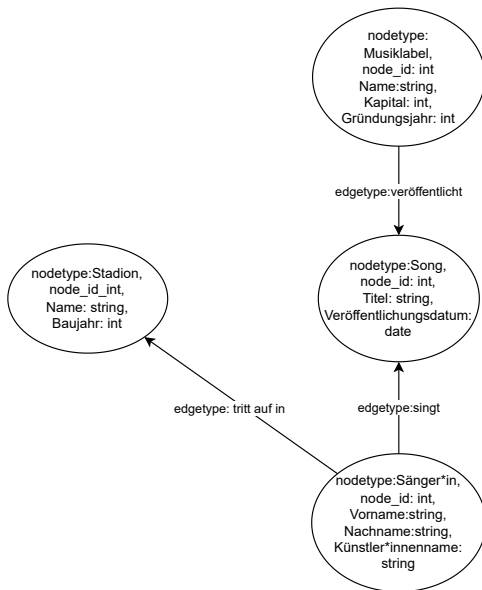 nodetype:
Musiklabel,
node_id: int
Name:string,
Kapital: int,
Gründungsjahr: int
edgetype:veröffentlicht
nodetype:Stadion,
node_id_int,
Name: string,
Baujahr: int
nodetype:Song,
node_id: int,
Titel: string,
Veröffentlichungsdatum:
date
edgetype: tritt auf in
edgetype:singt
nodetype:Sänger*in,
node_id: int,
Vorname:string,
Nachname:string,
Künstler*innenname:
string